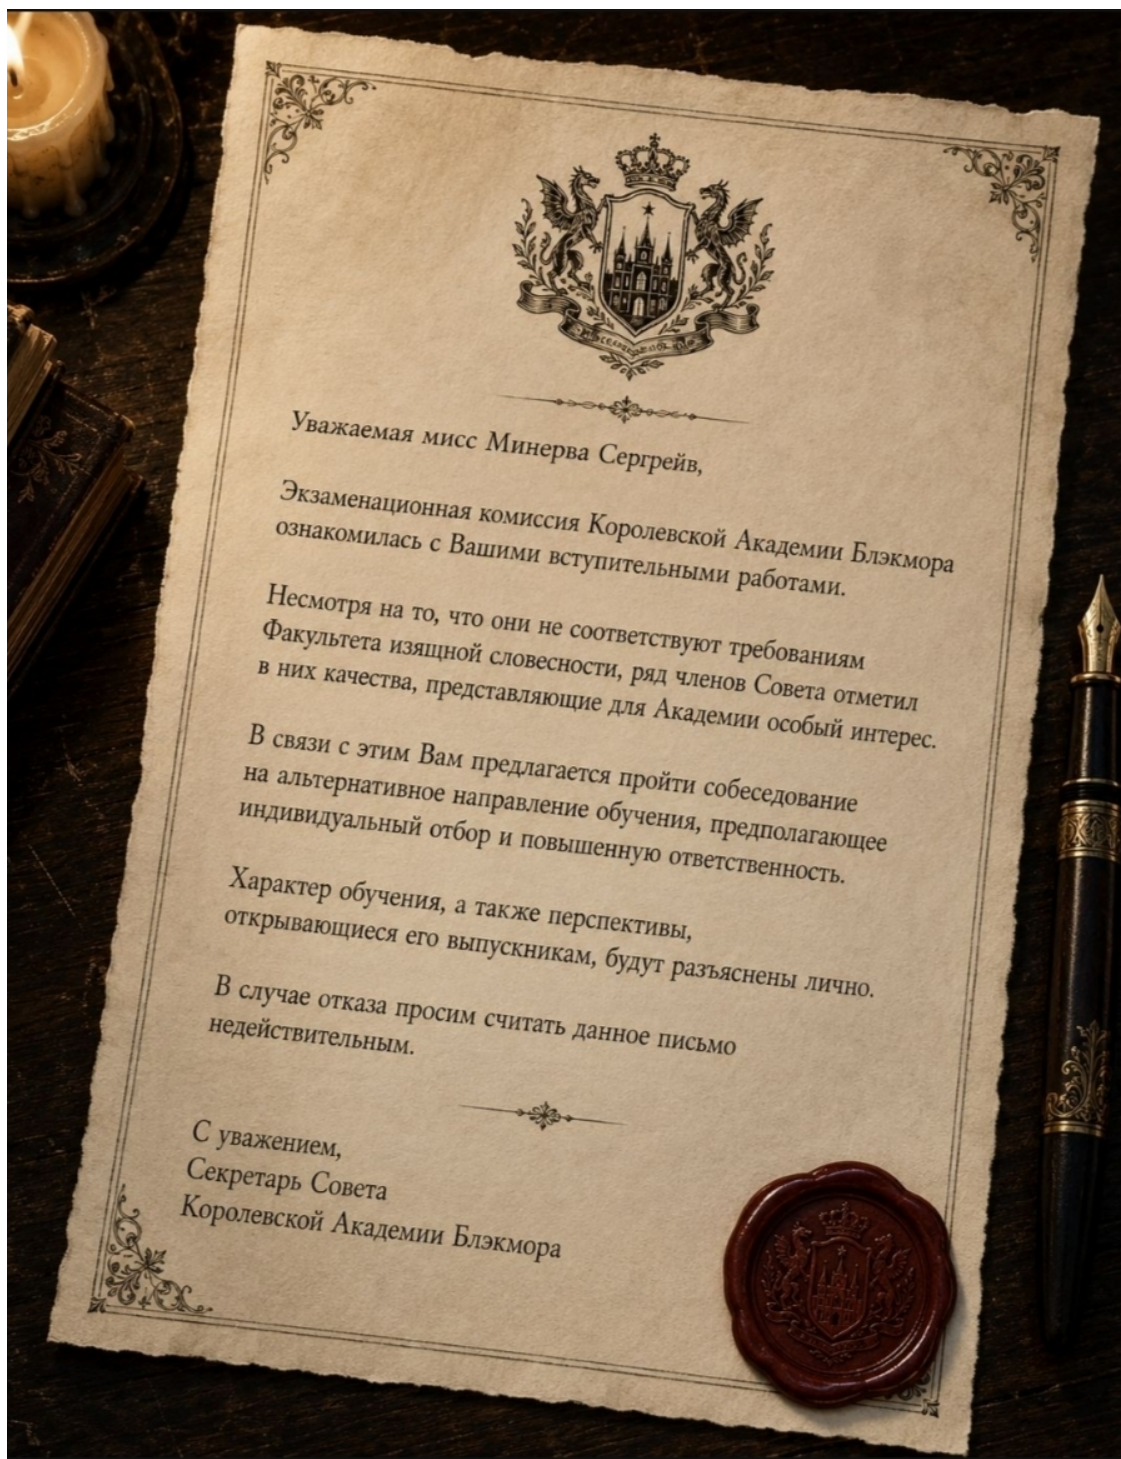 Уважаемая мисс Минерва Сергрейв,
Экзаменационная комиссия Королевской Академии Блэкмора
ознакомилась с Вашими вступительными работами.
Несмотря на то, что они не соответствуют требованиям
Факультета изящной словесности, ряд членов Совета отметил
в них качества, представляющие для Академии особый интерес.
В связи с этим Вам предлагается пройти собеседование
на альтернативное направление обучения, предполагающее
индивидуальный отбор и повышенную ответственность.
Характер обучения, а также перспективы,
открывающиеся его выпускникам, будут разъяснены лично.
В случае отказа просим считать данное письмо
недействительным.
С уважением,
Секретарь Совета
Королевской Академии Блэкмора